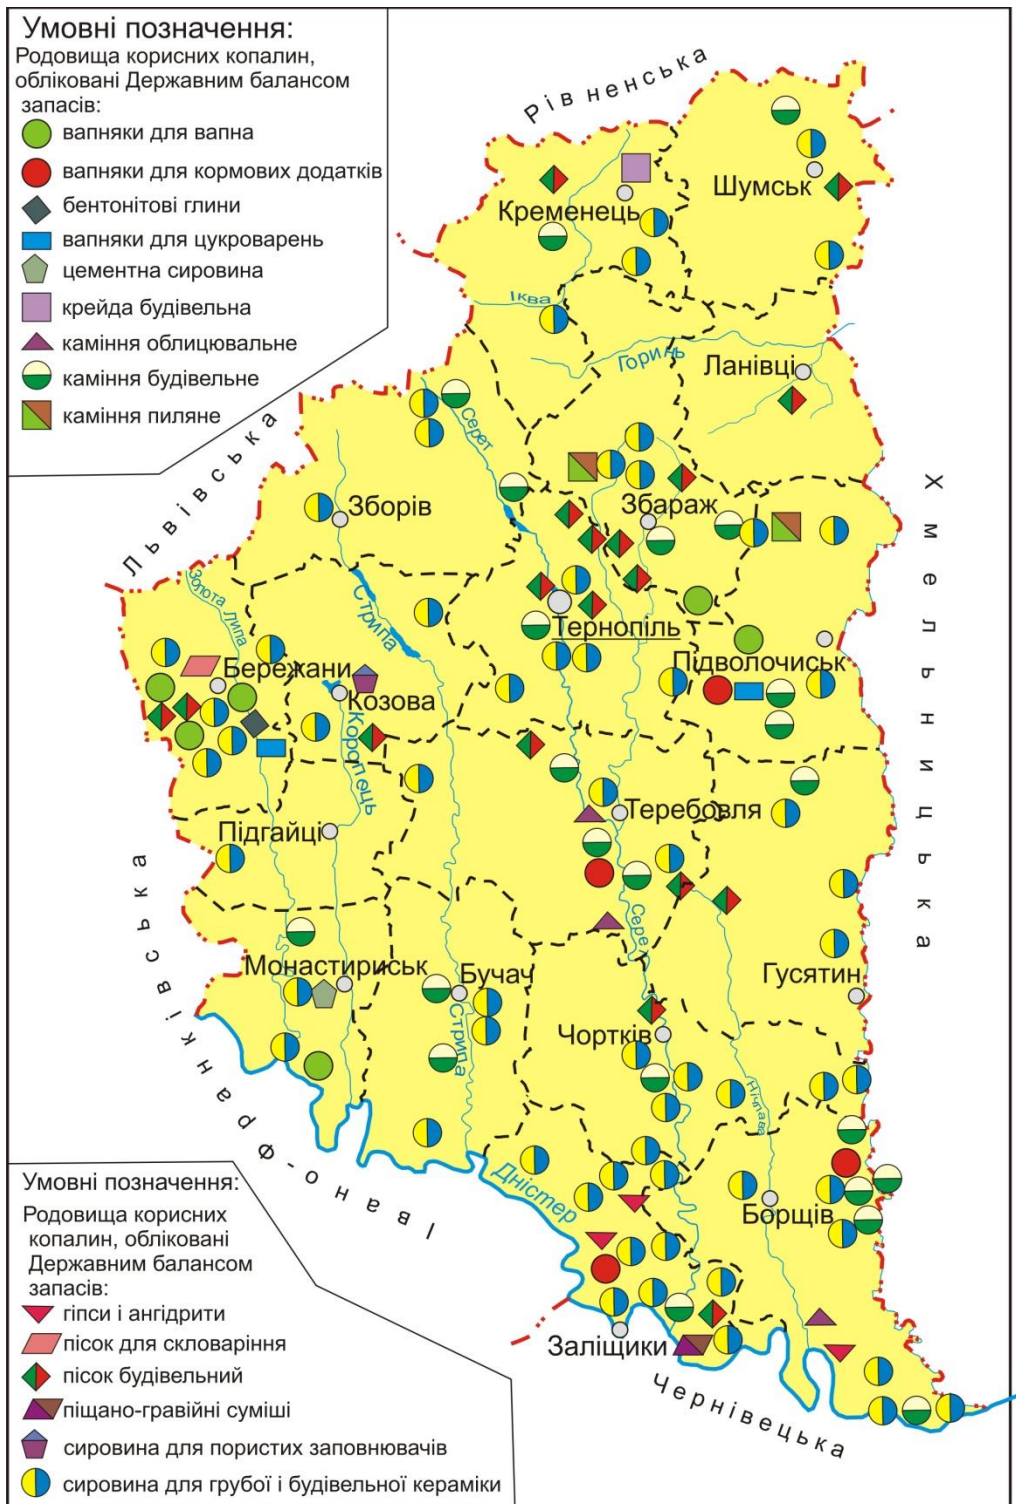 Умовні позначення:
Родовища корисних копалин,
обліковані Державним балансом
запасів:
вапняки для вапна
вапняки для кормових додатків
бентонітові глини
вапняки для цукроварень
цементна сировина
крейда будівельна
каміння облицювальне
каміння будівельне
каміння пиляне
Рівненська
Шумськ
Кременець
Іква
Горинь
Ланівці
Львівська
Серет
Хмельницька
Зборів
Збараж
Золота Липа
Стрипа
Тернопіль
Підволочиськ
Бережани
Козова
Коропець
Теребовля
Підгайці
Івано-Франківська
Серет
Монастириськ
Бучач
Гусятин
Стрипа
Чортків
Нічлава
Дністер
Борщів
Заліщики
Чернівецька
Умовні позначення:
Родовища корисних
копалин, обліковані
Державним балансом
запасів:
гіпси і ангідрити
пісок для скловаріння
пісок будівельний
піщано-гравійні суміші
сировина для пористих заповнювачів
сировина для грубої і будівельної кераміки